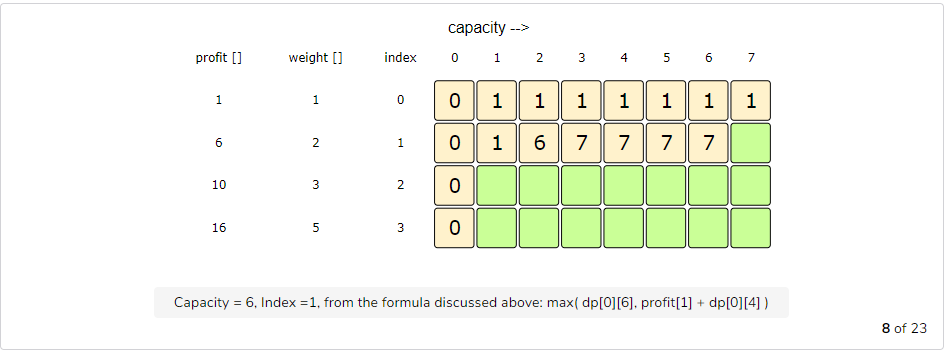 capacity -->
profit [] weight [] index 0 1 2 3 4 5 6 7
1 1 0 0 1 1 1 1 1 1 1
6 2 1 0 1 6 7 7 7 7
10 3 2 0
16 5 3 0
Capacity = 6, Index =1, from the formula discussed above: max( dp[0][6], profit[1] + dp[0][4] )
8 of 23